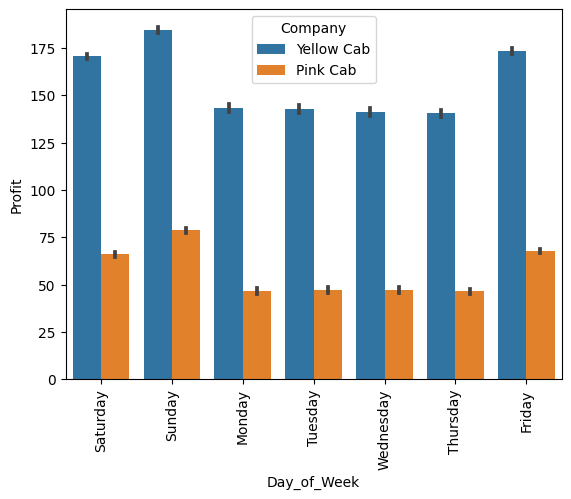 Company
Yellow Cab
Pink Cab
175
150
125
100
75
50
25
0
Profit
Saturday
Sunday
Monday
Tuesday
Wednesday
Thursday
Friday
Day_of_Week